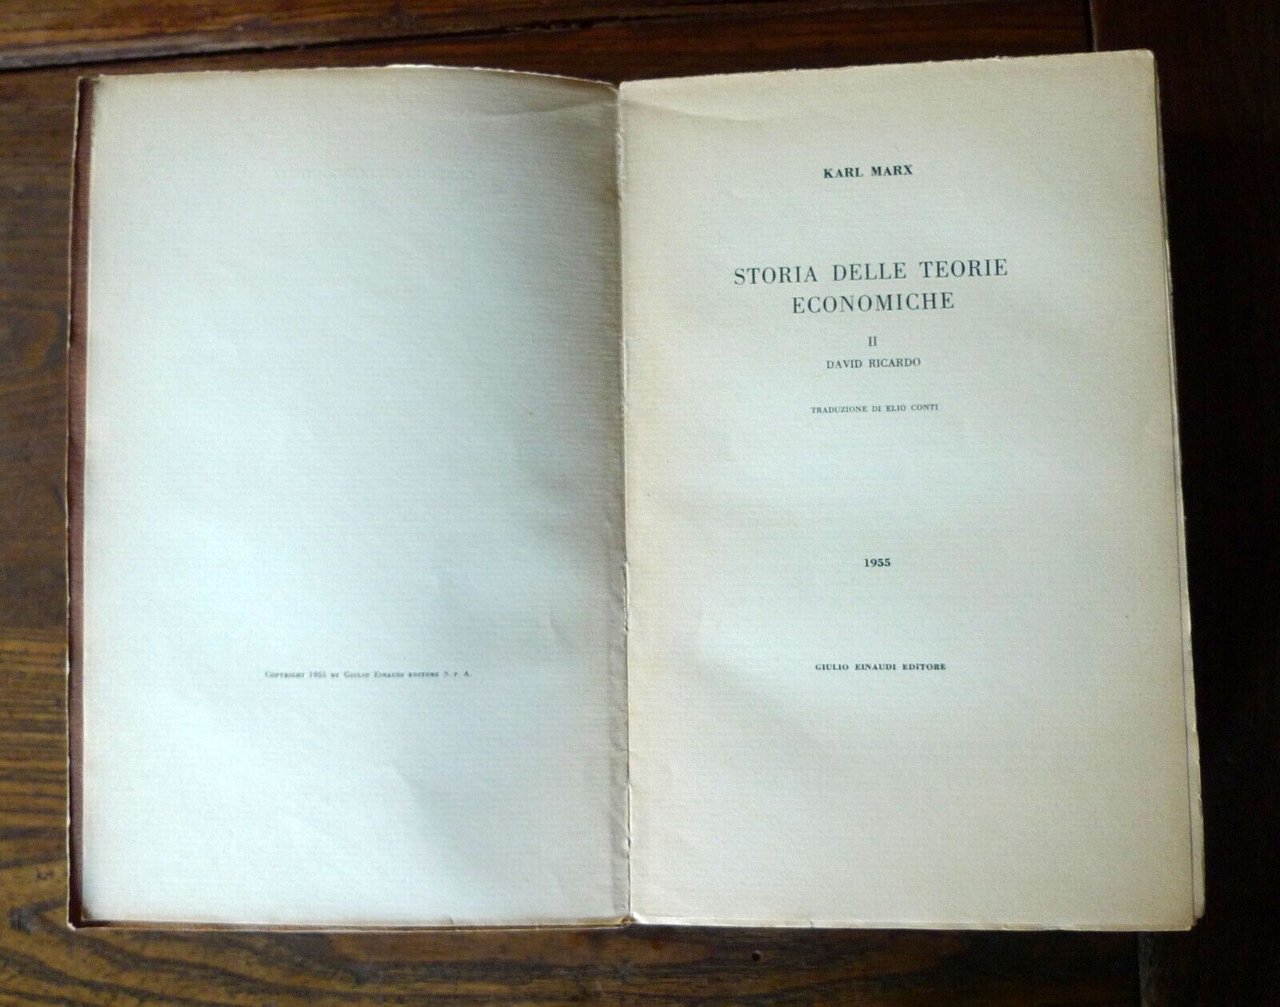 Copyright 1955 by Giulio Einaudi editore S. p. A.
KARL MARX
STORIA DELLE TEORIE
ECONOMICHE
II
DAVID RICARDO
TRADUZIONE DI ELIO CONTI
1955
GIULIO EINAUDI EDITORE